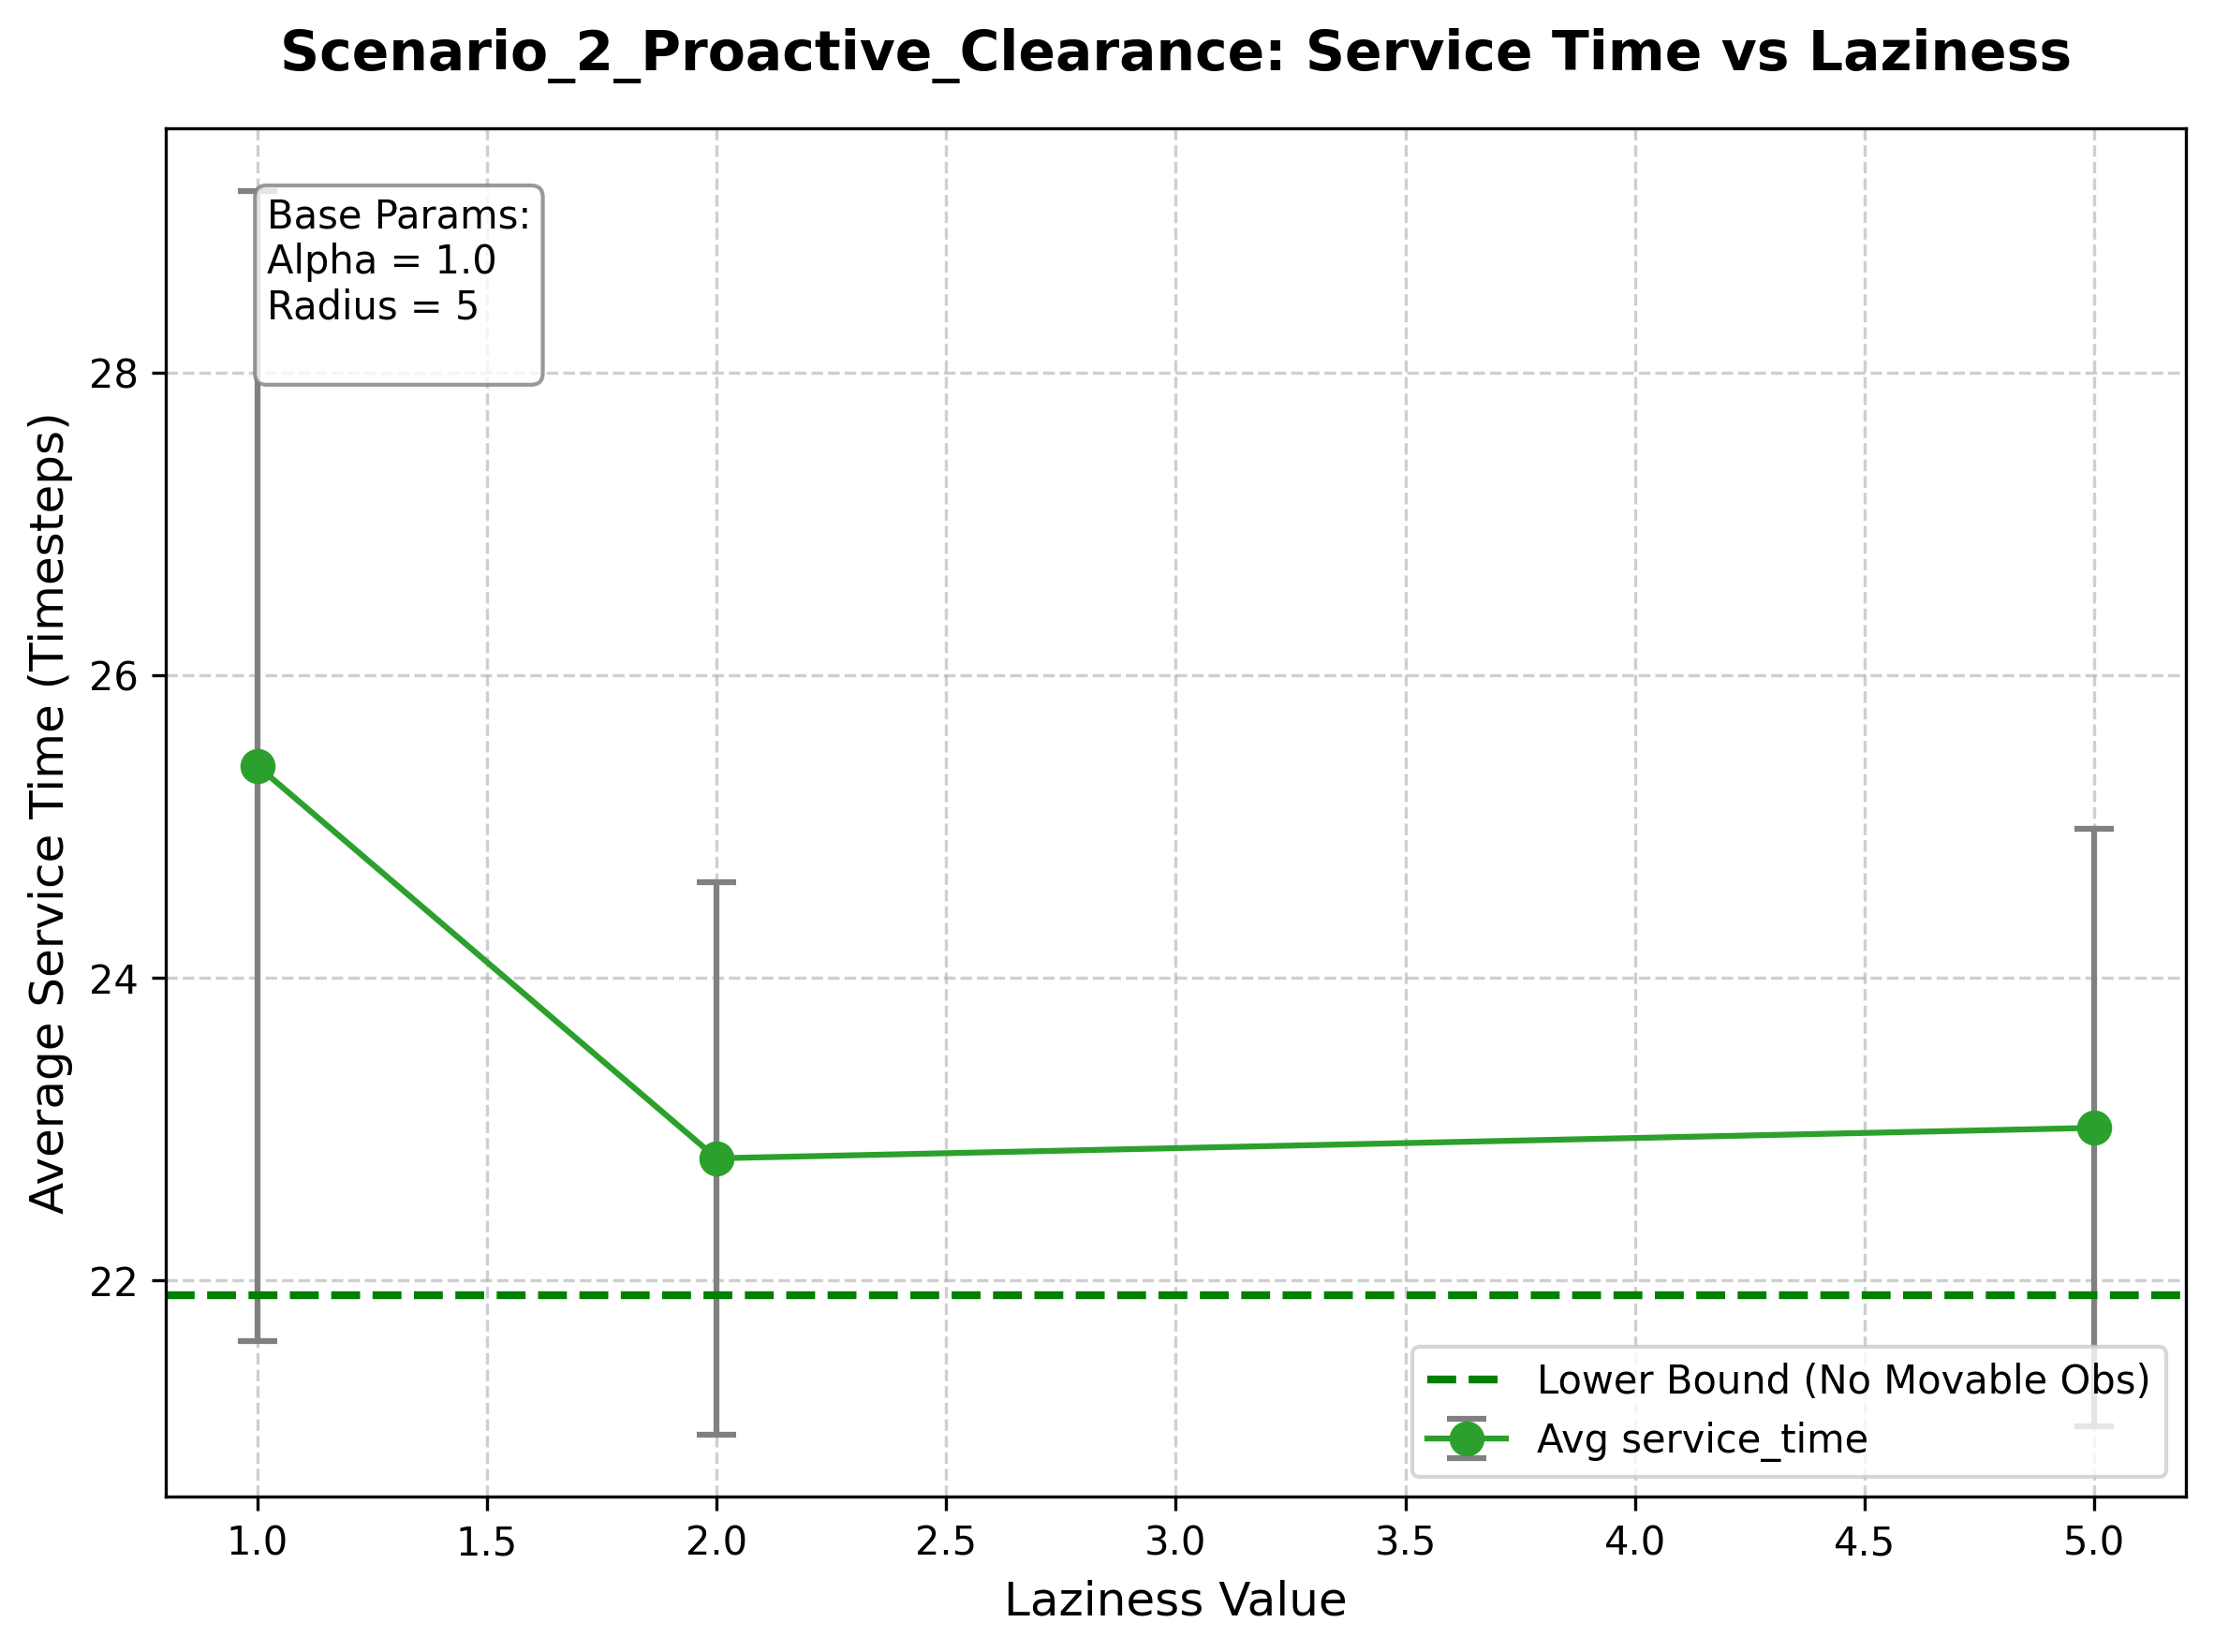 Scenario_2_Proactive_Clearance: Service Time vs Laziness
Base Params:
Alpha = 1.0
Radius = 5
28
26
24
22
Average Service Time (Timesteps)
Lower Bound (No Movable Obs)
Avg service_time
1.0 1.5 2.0 2.5 3.0 3.5 4.0 4.5 5.0
Laziness Value